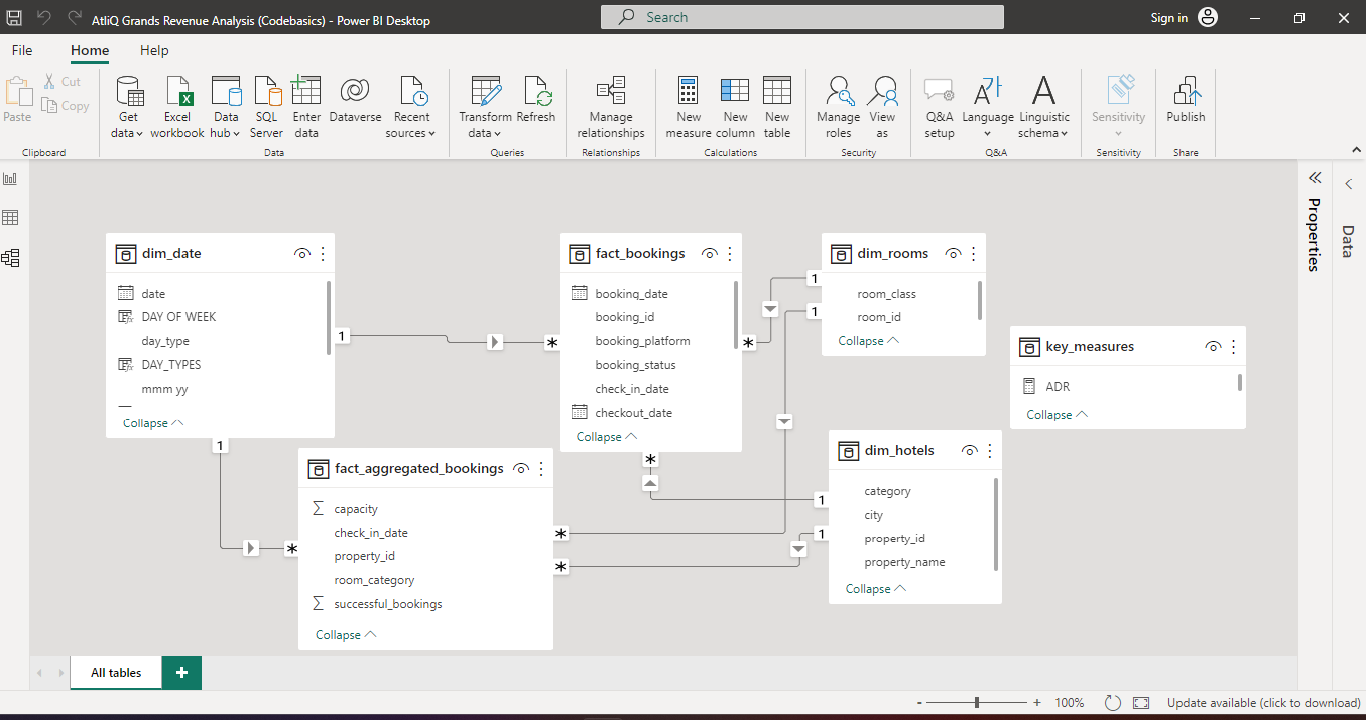 AtliQ Grands Revenue Analysis (Codebasics) - Power BI Desktop
Search
Sign in
File
Home
Help
Paste
Cut
Copy
Get data
Excel workbook
Data hub
SQL Server
Enter data
Dataverse
Recent sources
Transform data
Refresh
Manage relationships
New measure
New column
New table
Manage roles
View as
Q&A setup
Language
Linguistic schema
Sensitivity
Publish
Clipboard
Data
Queries
Relationships
Calculations
Security
Q&A
Sensitivity
Share
Properties
Data
dim_date
date
DAY OF WEEK
day_type
DAY_TYPES
mmm yy
Collapse
1
*
1
*
fact_bookings
booking_date
booking_id
booking_platform
booking_status
check_in_date
checkout_date
Collapse
*
*
dim_rooms
room_class
room_id
Collapse
1
1
key_measures
ADR
Collapse
fact_aggregated_bookings
capacity
check_in_date
property_id
room_category
successful_bookings
Collapse
*
*
dim_hotels
category
city
property_id
property_name
Collapse
1
1
All tables
+
- + 100%
Update available (click to download)